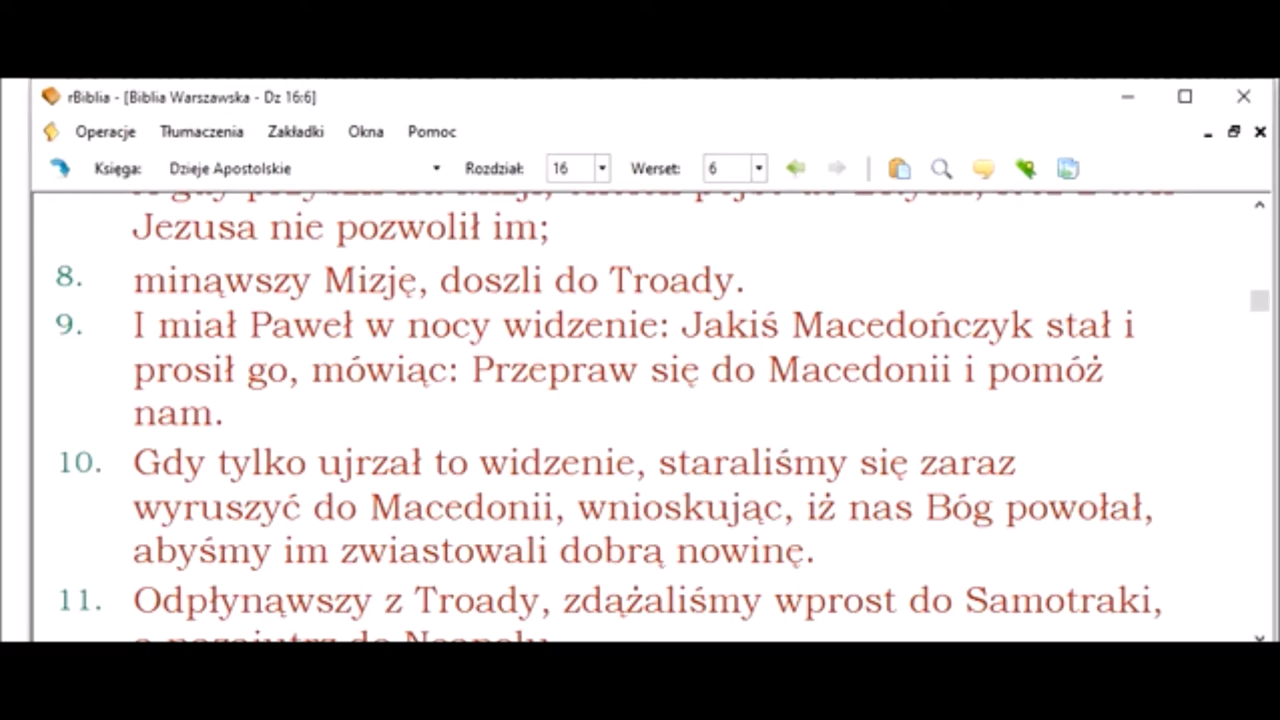 rBiblia - [Biblia Warszawska - Dz 16:6]
Operacje Tłumaczenia Zakładki Okna Pomoc
Księga: Dzieje Apostolskie Rozdział: 16 Werset: 6
Jezusa nie pozwolił im;
8. minąwszy Mizję, doszli do Troady.
9. I miał Paweł w nocy widzenie: Jakiś Macedończyk stał i
prosił go, mówiąc: Przepraw się do Macedonii i pomóż
nam.
10. Gdy tylko ujrzał to widzenie, staraliśmy się zaraz
wyruszyć do Macedonii, wnioskując, iż nas Bóg powołał,
abyśmy im zwiastowali dobrą nowinę.
11. Odpłynąwszy z Troady, zdążaliśmy wprost do Samotraki,